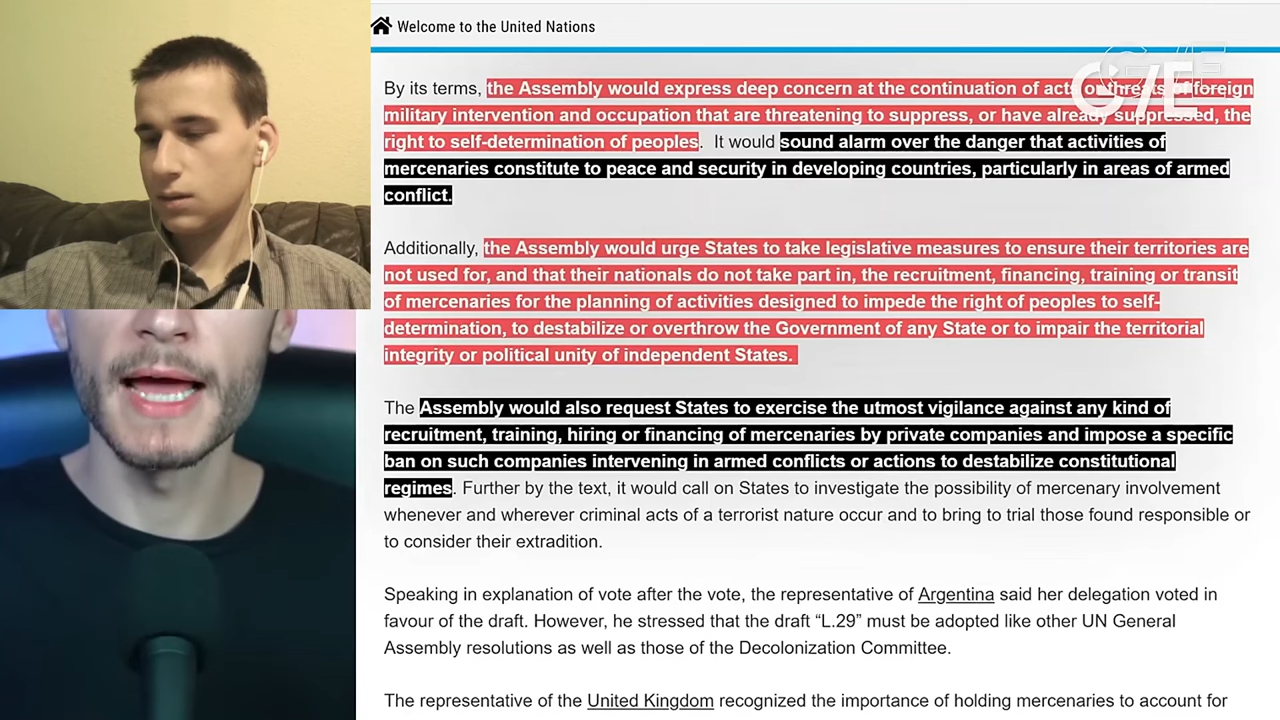 Welcome to the United Nations
By its terms, the Assembly would express deep concern at the continuation of acts or threats of foreign
military intervention and occupation that are threatening to suppress, or have already suppressed, the
right to self-determination of peoples. It would sound alarm over the danger that activities of
mercenaries constitute to peace and security in developing countries, particularly in areas of armed
conflict.
Additionally, the Assembly would urge States to take legislative measures to ensure their territories are
not used for, and that their nationals do not take part in, the recruitment, financing, training or transit
of mercenaries for the planning of activities designed to impede the right of peoples to self-
determination, to destabilize or overthrow the Government of any State or to impair the territorial
integrity or political unity of independent States.
The Assembly would also request States to exercise the utmost vigilance against any kind of
recruitment, training, hiring or financing of mercenaries by private companies and impose a specific
ban on such companies intervening in armed conflicts or actions to destabilize constitutional
regimes. Further by the text, it would call on States to investigate the possibility of mercenary involvement
whenever and wherever criminal acts of a terrorist nature occur and to bring to trial those found responsible or
to consider their extradition.
Speaking in explanation of vote after the vote, the representative of Argentina said her delegation voted in
favour of the draft. However, he stressed that the draft “L.29” must be adopted like other UN General
Assembly resolutions as well as those of the Decolonization Committee.
The representative of the United Kingdom recognized the importance of holding mercenaries to account for